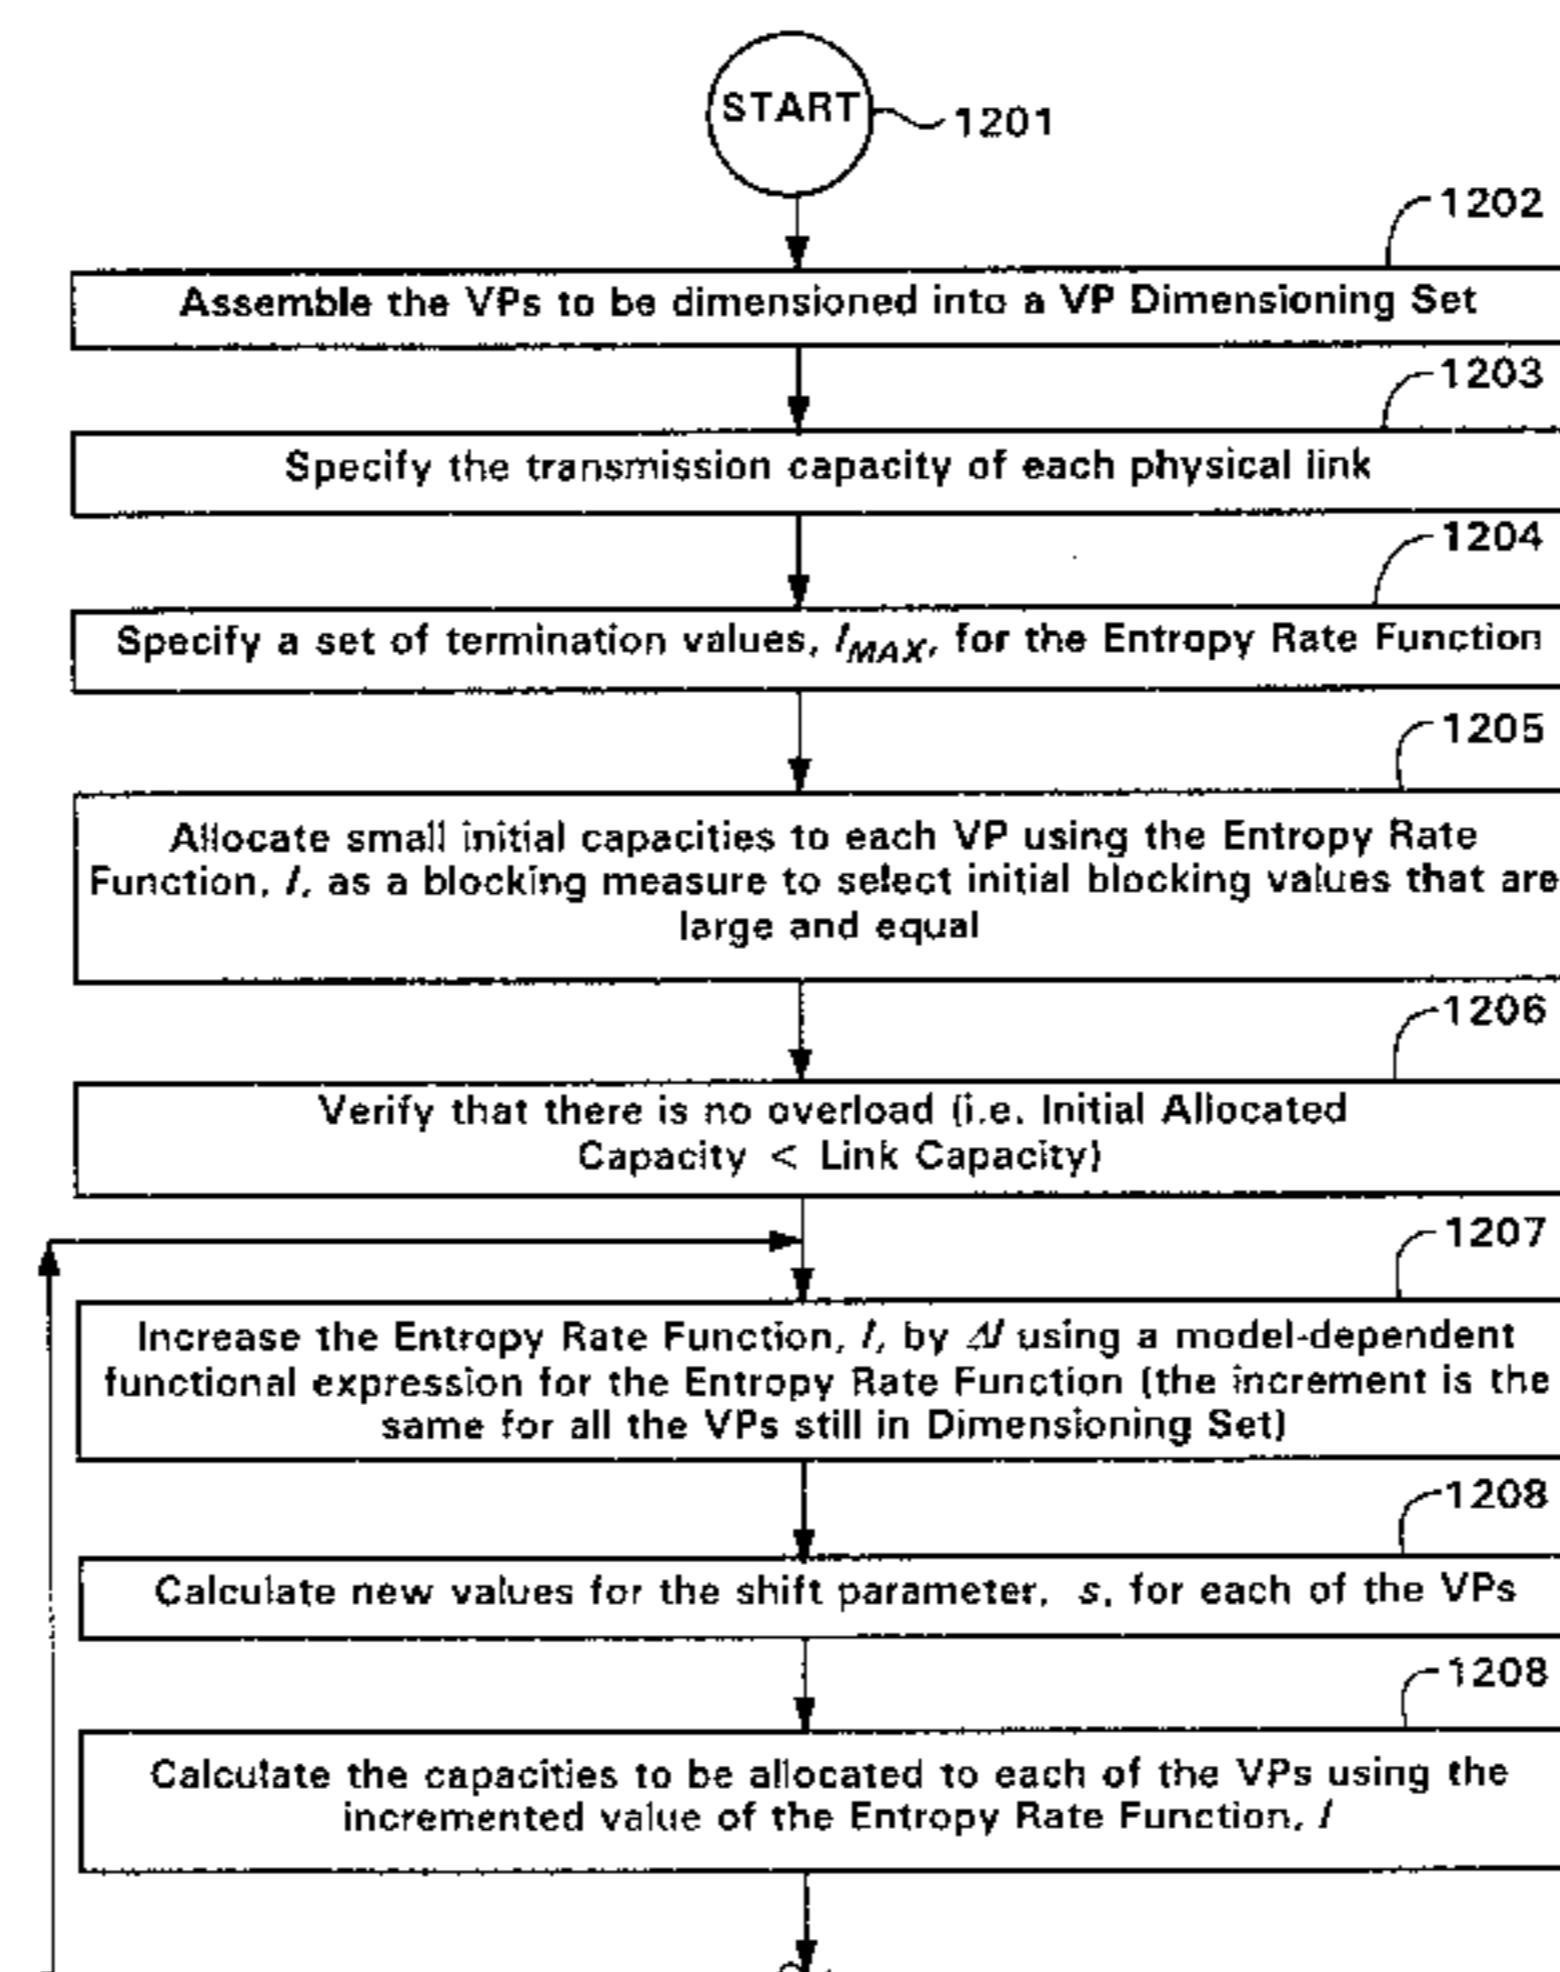 START
1201
1202
Assemble the VPs to be dimensioned into a VP Dimensioning Set
1203
Specify the transmission capacity of each physical link
1204
Specify a set of termination values, I_MAX, for the Entropy Rate Function
1205
Allocate small initial capacities to each VP using the Entropy Rate
Function, I, as a blocking measure to select initial blocking values that are
large and equal
1206
Verify that there is no overload (i.e. Initial Allocated
Capacity < Link Capacity)
1207
Increase the Entropy Rate Function, I, by ΔI using a model-dependent
functional expression for the Entropy Rate Function (the increment is the
same for all the VPs still in Dimensioning Set)
1208
Calculate new values for the shift parameter, s, for each of the VPs
1208
Calculate the capacities to be allocated to each of the VPs using the
incremented value of the Entropy Rate Function, I